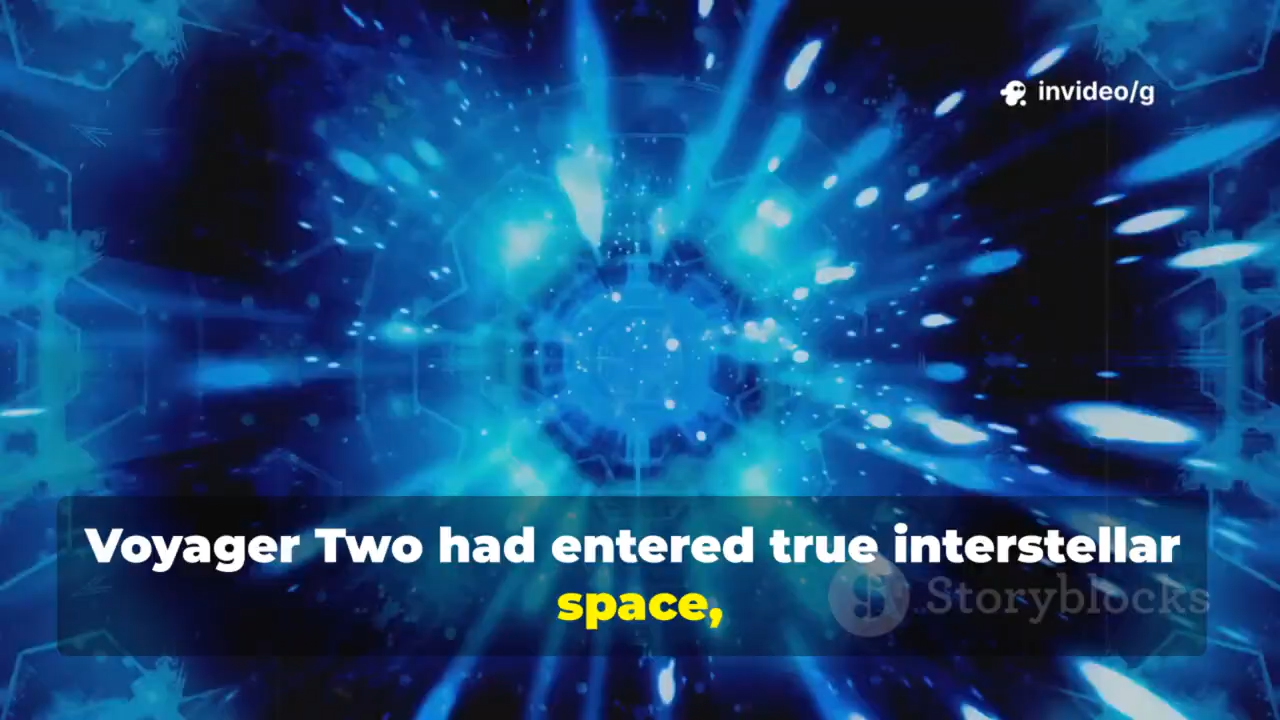 invideo/g
Voyager Two had entered true interstellar
space,
Storyblocks